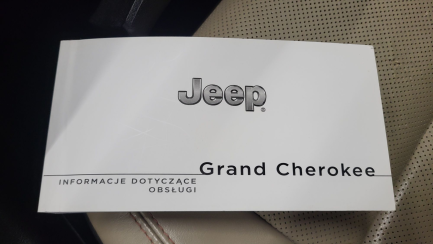 Jeep
Grand Cherokee
INFORMACJE DOTYCZĄCE
OBSŁUGI